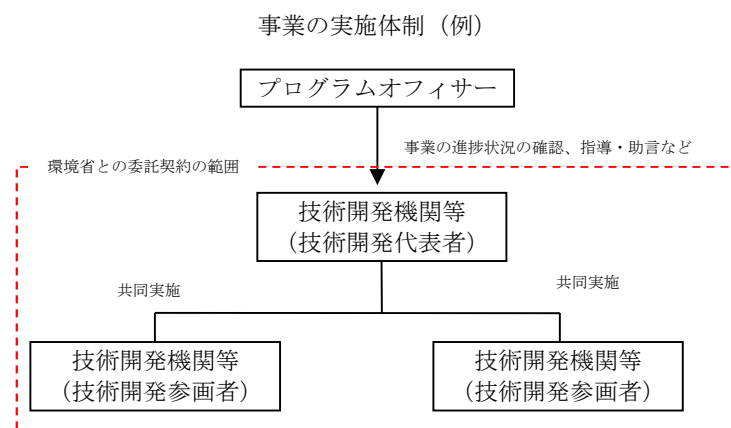 事業の実施体制（例）
プログラムオフィサー
事業の進捗状況の確認、指導・助言など
環境省との委託契約の範囲
技術開発機関等
（技術開発代表者）
共同実施
共同実施
技術開発機関等
（技術開発参画者）
技術開発機関等
（技術開発参画者）